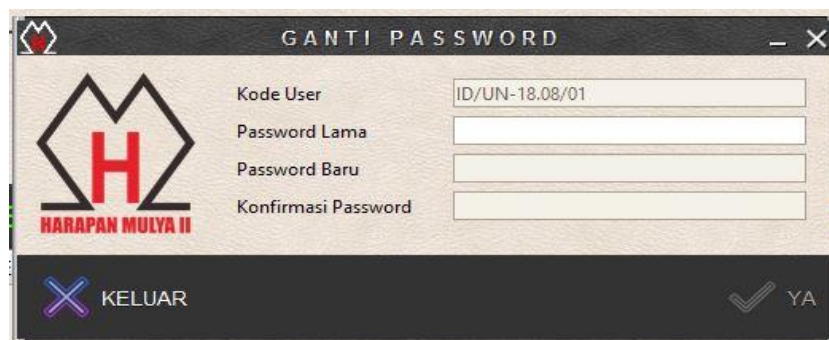 GANTI PASSWORD
Kode User ID/UN-18.08/01
Password Lama
Password Baru
Konfirmasi Password
H
HARAPAN MULYA II
KELUAR YA